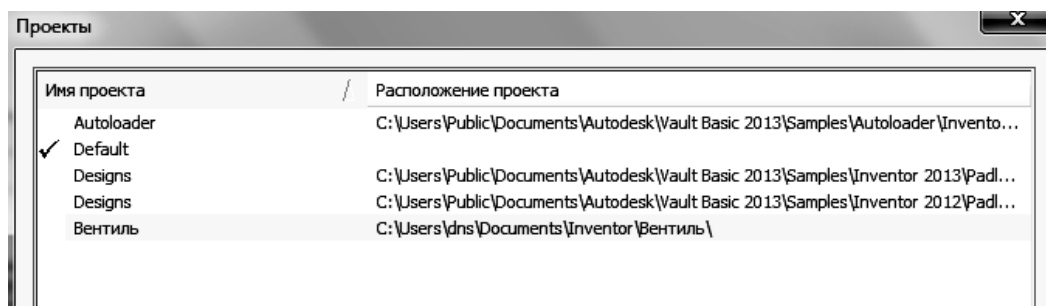 Проекты
Имя проекта / Расположение проекта
Autoloader C:\Users\Public\Documents\Autodesk\Vault Basic 2013\Samples\Autoloader\Invento...
Default
Designs C:\Users\Public\Documents\Autodesk\Vault Basic 2013\Samples\Inventor 2013\Padl...
Designs C:\Users\Public\Documents\Autodesk\Vault Basic 2013\Samples\Inventor 2012\Padl...
Вентиль C:\Users\dns\Documents\Inventor\Вентиль\